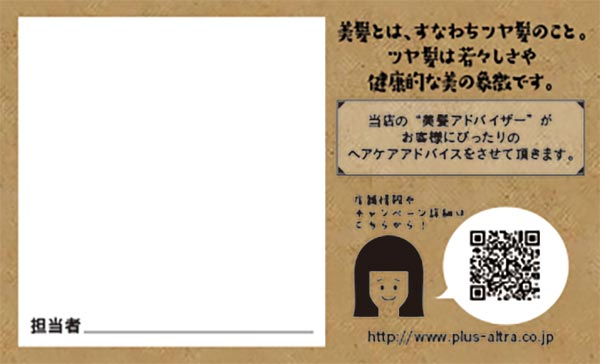 美髪とは、すなわちツヤ髪のこと。
ツヤ髪は若々しさや
健康的な美の象徴です。
当店の“美髪アドバイザー”が
お客様にぴったりの
ヘアケアアドバイスをさせて頂きます。
店舗情報や
キャンペーン詳細は
こちらから!
http://www.plus-altra.co.jp
担当者